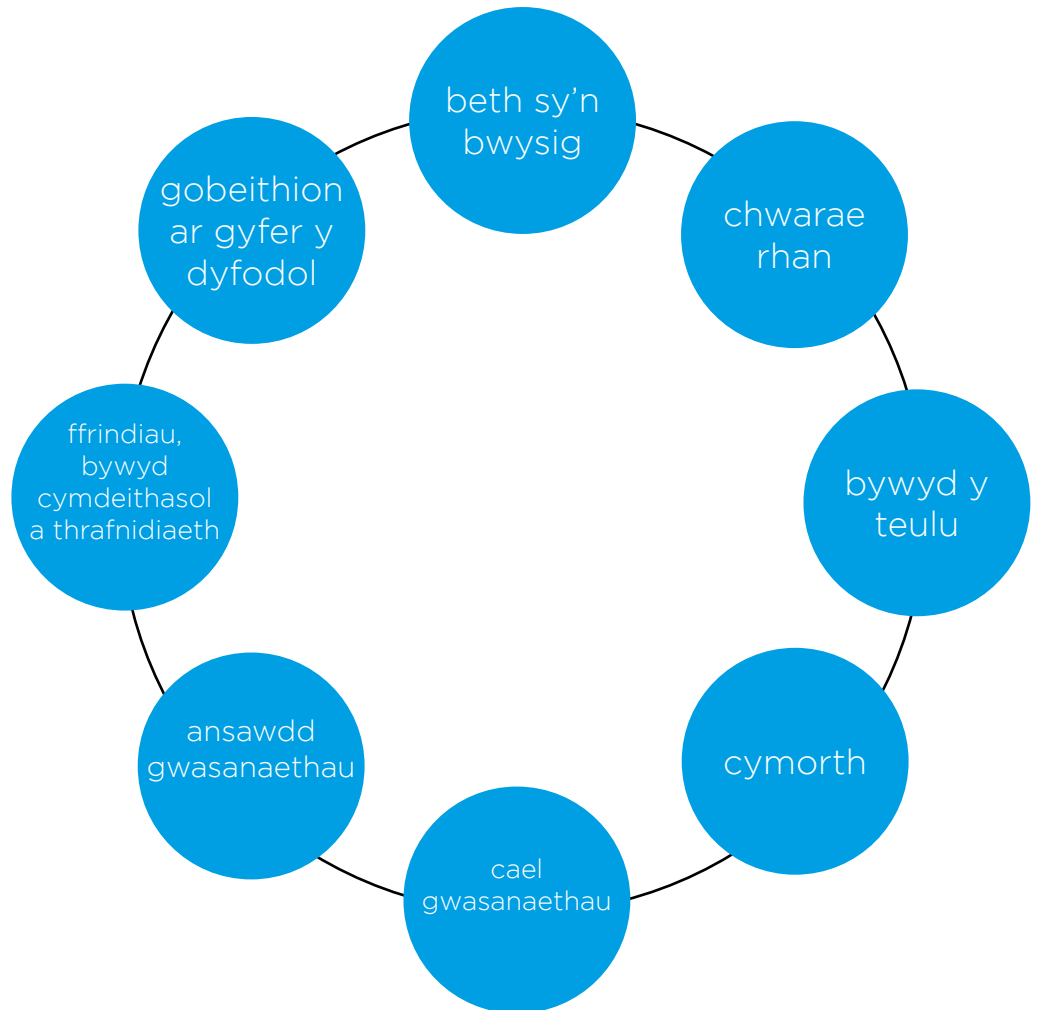 beth sy’n
bwysig
chwarae
rhan
bywyd y
teulu
cymorth
cael
gwasanaethau
ansawdd
gwasanaethau
ffrindiau,
bywyd
cymdeithasol
a thrafnidiaeth
gobeithion
ar gyfer y
dyfodol